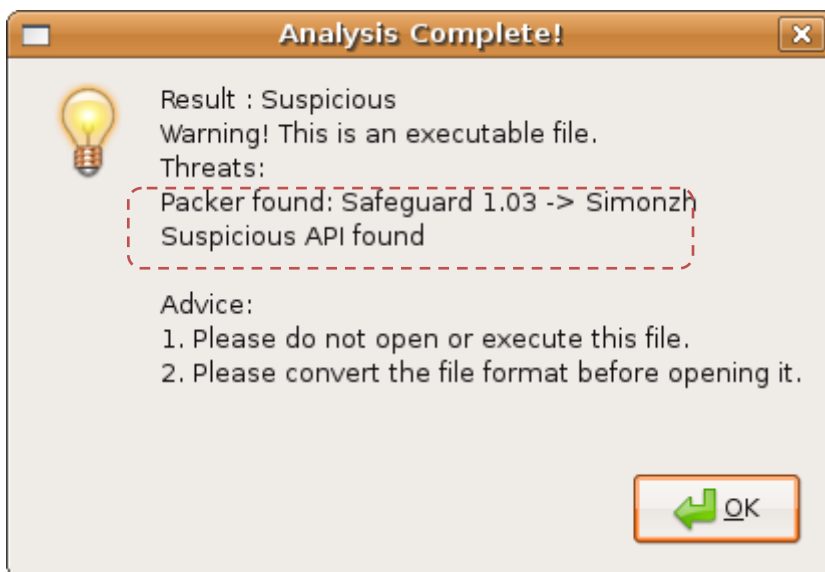 Analysis Complete!
Result : Suspicious
Warning! This is an executable file.
Threats:
Packer found: Safeguard 1.03 -> Simonzh
Suspicious API found
Advice:
1. Please do not open or execute this file.
2. Please convert the file format before opening it.
OK